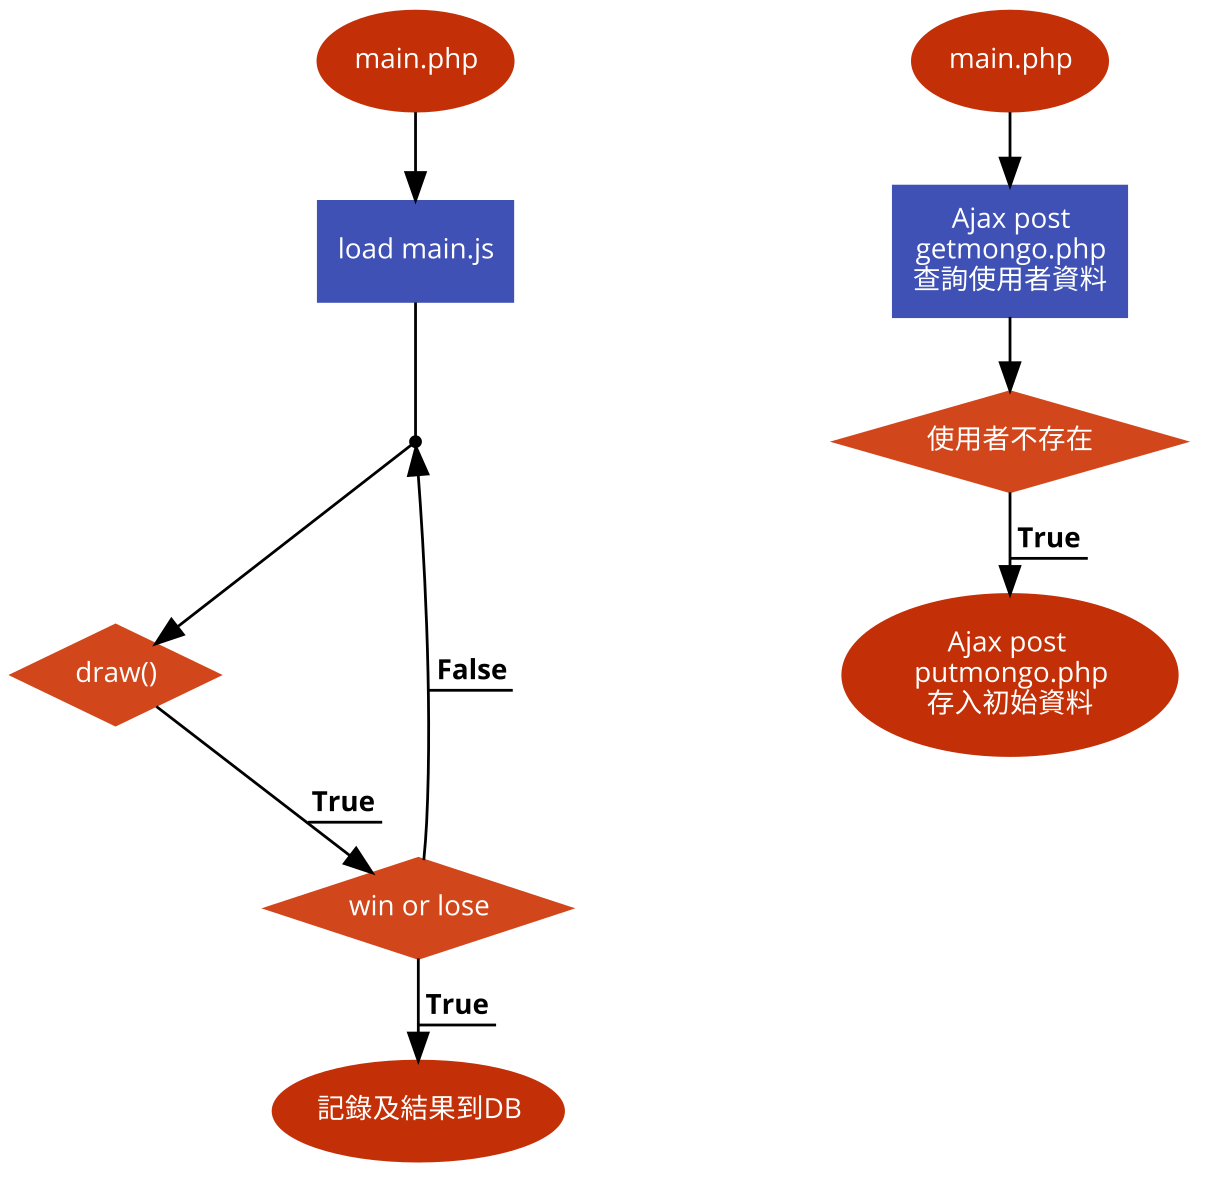 main.php
load main.js
draw()
False
True
win or lose
True
記錄及結果到DB
main.php
Ajax post
getmongo.php
查詢使用者資料
使用者不存在
True
Ajax post
putmongo.php
存入初始資料